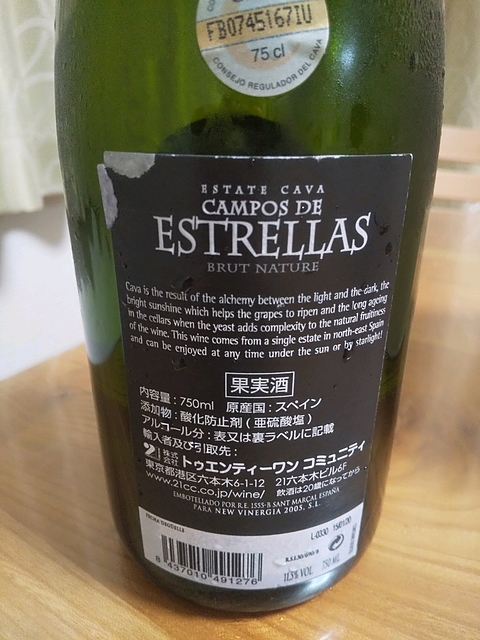 FB0745167IU
75 cl
CONSEJO REGULADOR DEL CAVA
ESTATE CAVA
CAMPOS DE
ESTRELLAS
BRUT NATURE
Cava is the result of the alchemy between the light and the dark, the
bright sunshine which helps the grapes to ripen and the long ageing
in the cellars when the yeast adds complexity to the natural fruitiness
of the wine. This wine comes from a single estate in north-east Spain
and can be enjoyed at any time under the sun or by starlight!
果実酒
内容量:750ml 原産国:スペイン
添加物:酸化防止剤(亜硫酸塩)
アルコール分:表又は裏ラベルに記載
輸入者及び引取先:
株式会社 トゥエンティーワン コミュニティ
東京都港区六本木6-1-12 21六本木ビル6F
www.21cc.co.jp/wine/ 飲酒は20歳になってから
EMBOTELLADO POR R.E. 1555-B SANT MARÇAL ESPAÑA
PARA NEW VINERGIA 2005, S.L.
L-0330 15/01/20
11,5% VOL 750 ML
8 437010 491276